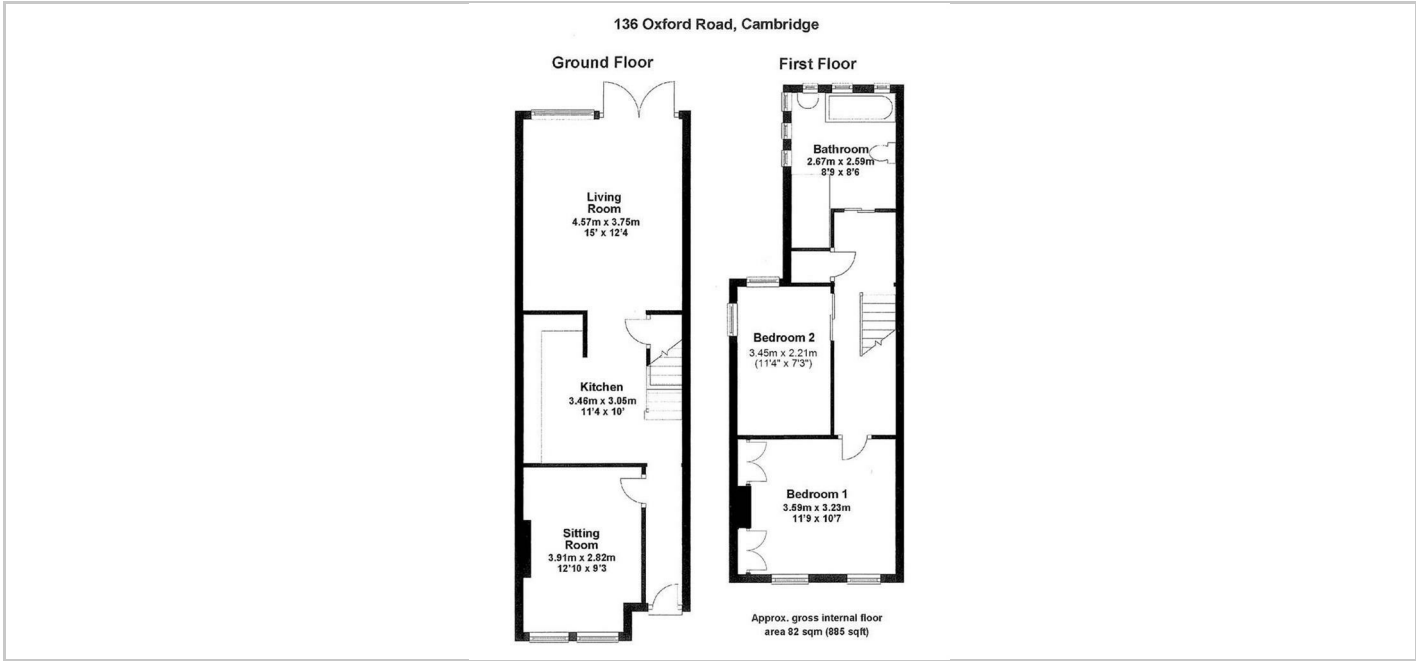 136 Oxford Road, Cambridge
Ground Floor
Living
Room
4.57m x 3.75m
15' x 12'4
Kitchen
3.46m x 3.05m
11'4 x 10'
Sitting
Room
3.91m x 2.82m
12'10 x 9'3
First Floor
Bathroom
2.67m x 2.59m
8'9 x 8'6
Bedroom 2
3.45m x 2.21m
(11'4" x 7'3")
Bedroom 1
3.59m x 3.23m
11'9 x 10'7
Approx. gross internal floor
area 82 sqm (885 sqft)